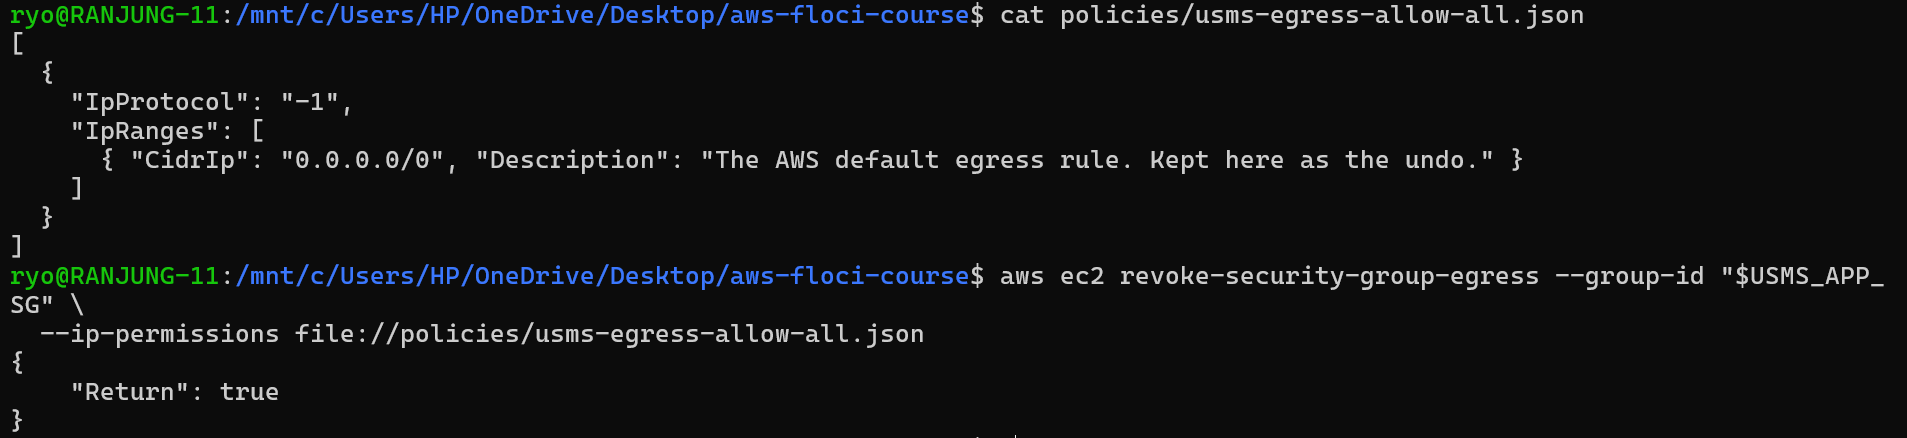 ryo@RANJUNG-11:/mnt/c/Users/HP/OneDrive/Desktop/aws-floci-course$ cat policies/usms-egress-allow-all.json
[
  {
    "IpProtocol": "-1",
    "IpRanges": [
      { "CidrIp": "0.0.0.0/0", "Description": "The AWS default egress rule. Kept here as the undo." }
    ]
  }
]
ryo@RANJUNG-11:/mnt/c/Users/HP/OneDrive/Desktop/aws-floci-course$ aws ec2 revoke-security-group-egress --group-id "$USMS_APP_
SG" \
  --ip-permissions file://policies/usms-egress-allow-all.json
{
    "Return": true
}